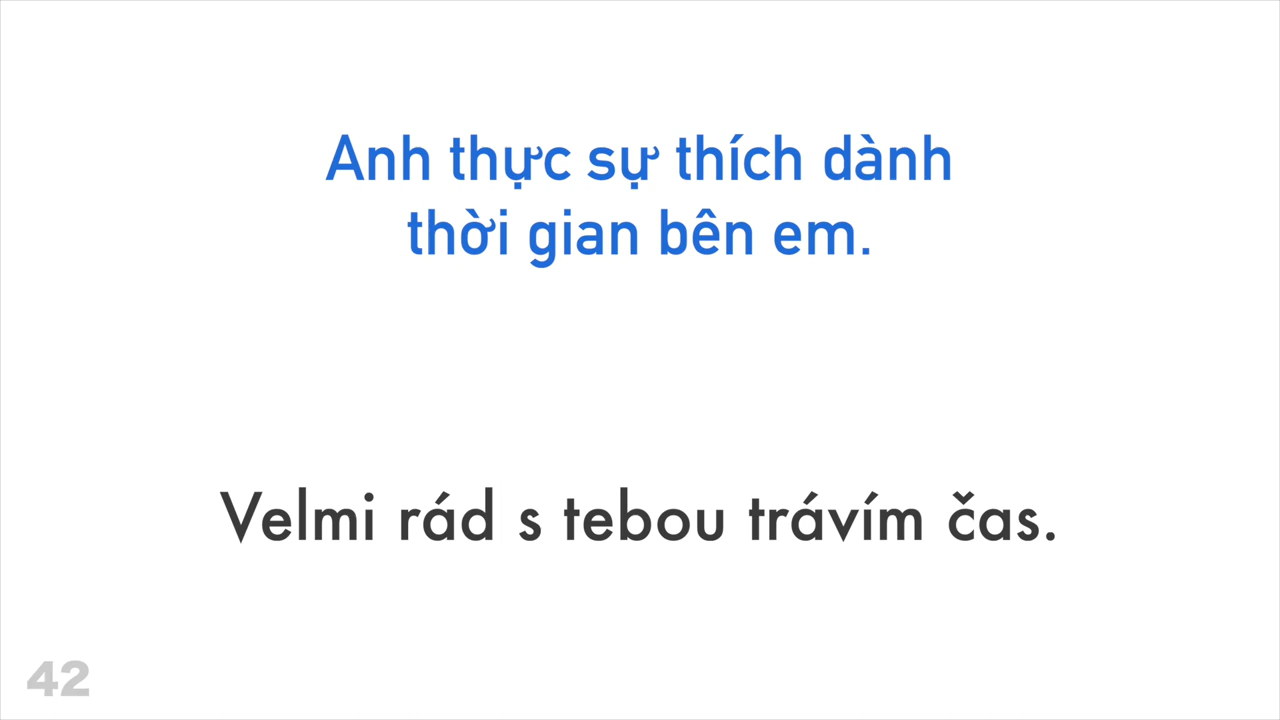 Anh thực sự thích dành
thời gian bên em.
Velmi rád s tebou trávím čas.
42